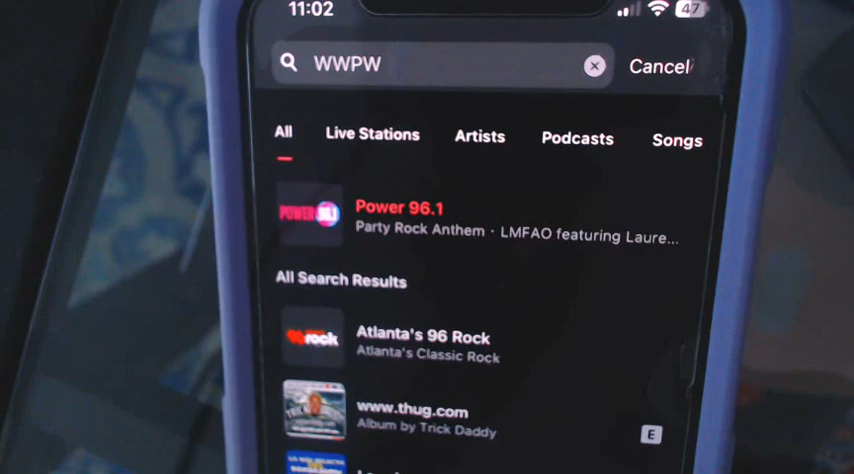 11:02
47
WWPW
Cancel
All
Live Stations
Artists
Podcasts
Songs
POWER 96.1
Power 96.1
Party Rock Anthem · LMFAO featuring Laure...
All Search Results
96rock
Atlanta's 96 Rock
Atlanta's Classic Rock
www.thug.com
Album by Trick Daddy
E